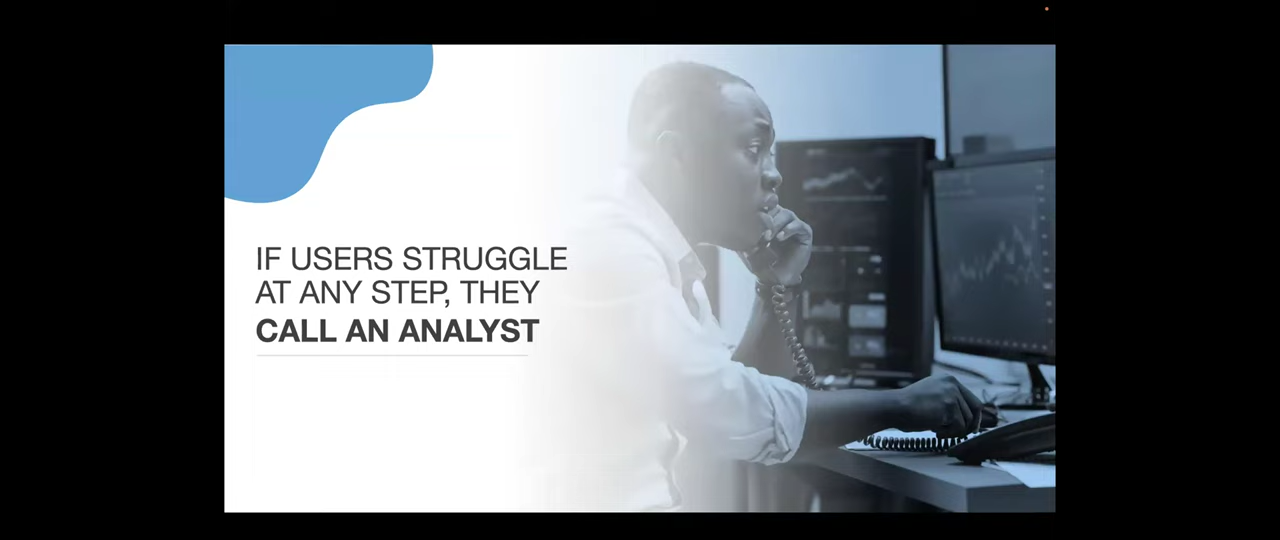 IF USERS STRUGGLE
AT ANY STEP, THEY
CALL AN ANALYST